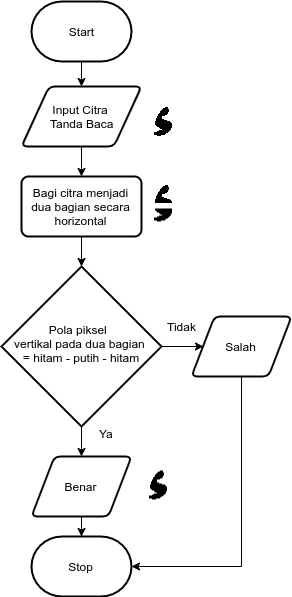 Start
Input Citra
Tanda Baca
Bagi citra menjadi
dua bagian secara
horizontal
Pola piksel
vertikal pada dua bagian
= hitam - putih - hitam
Tidak
Salah
Ya
Benar
Stop